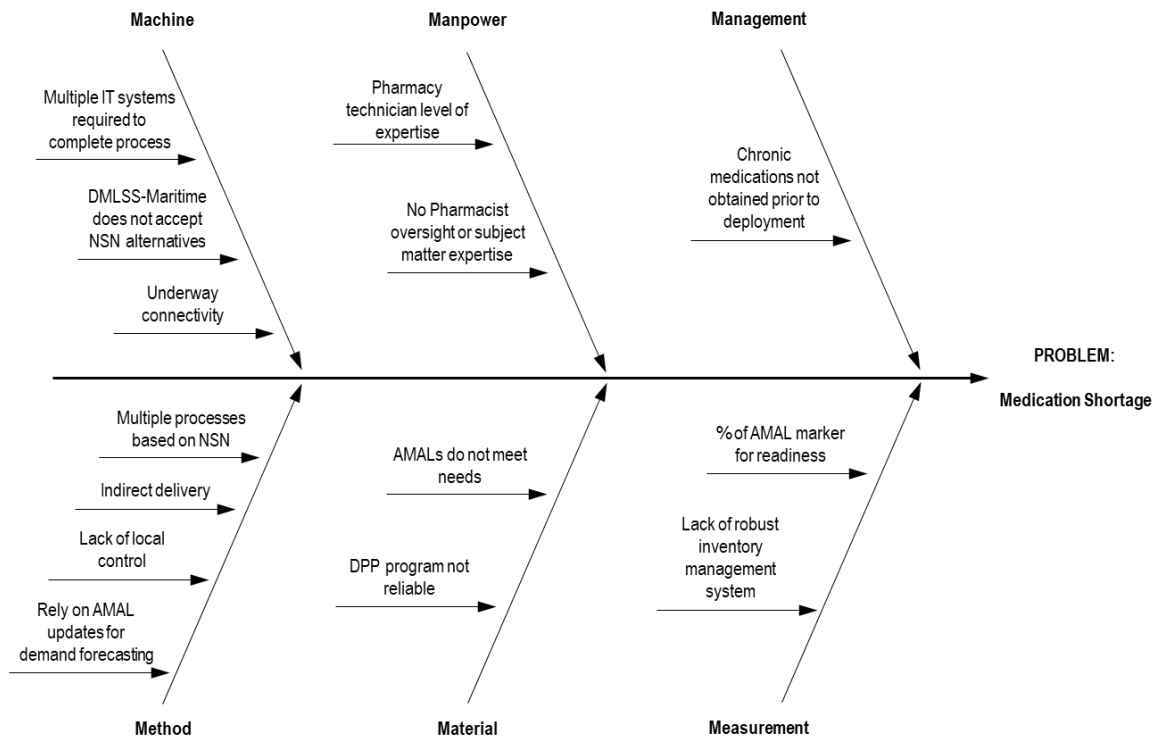 Machine
Manpower
Management
Multiple IT systems
required to
complete process
DMLSS-Maritime
does not accept
NSN alternatives
Underway
connectivity
Pharmacy
technician level of
expertise
No Pharmacist
oversight or subject
matter expertise
Chronic
medications not
obtained prior to
deployment
PROBLEM:
Medication Shortage
Multiple processes
based on NSN
Indirect delivery
Lack of local
control
Rely on AMAL
updates for
demand forecasting
AMALs do not meet
needs
DPP program not
reliable
% of AMAL marker
for readiness
Lack of robust
inventory
management
system
Method
Material
Measurement